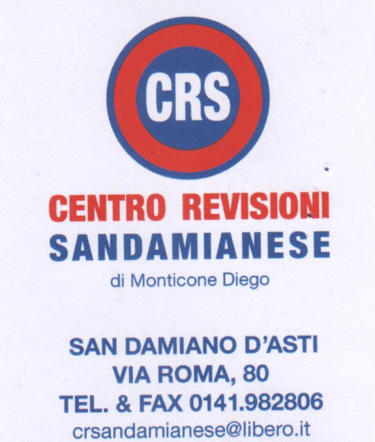 CRS
CENTRO REVISIONI
SANDAMIANESE
di Monticone Diego
SAN DAMIANO D'ASTI
VIA ROMA, 80
TEL. & FAX 0141.982806
crsandamianese@libero.it